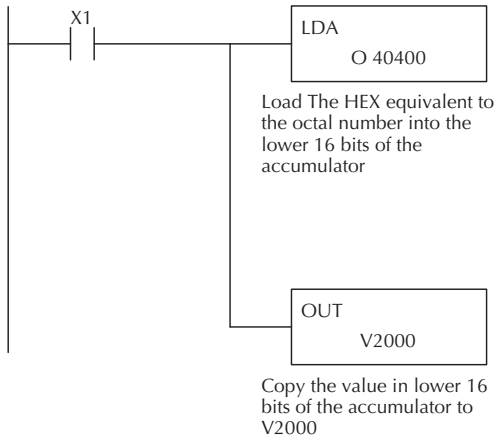 X1
LDA
O 40400
Load The HEX equivalent to
the octal number into the
lower 16 bits of the
accumulator
OUT
V2000
Copy the value in lower 16
bits of the accumulator to
V2000